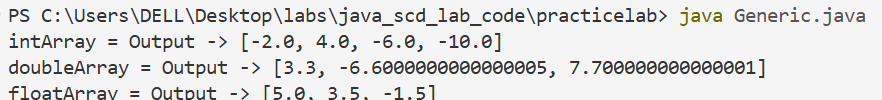 PS C:\Users\DELL\Desktop\labs\java_scd_lab_code\practicelab> java Generic.java
intArray = Output -> [-2.0, 4.0, -6.0, -10.0]
doubleArray = Output -> [3.3, -6.6000000000000005, 7.700000000000001]
floatArray = Output -> [5.0, 3.5, -1.5]